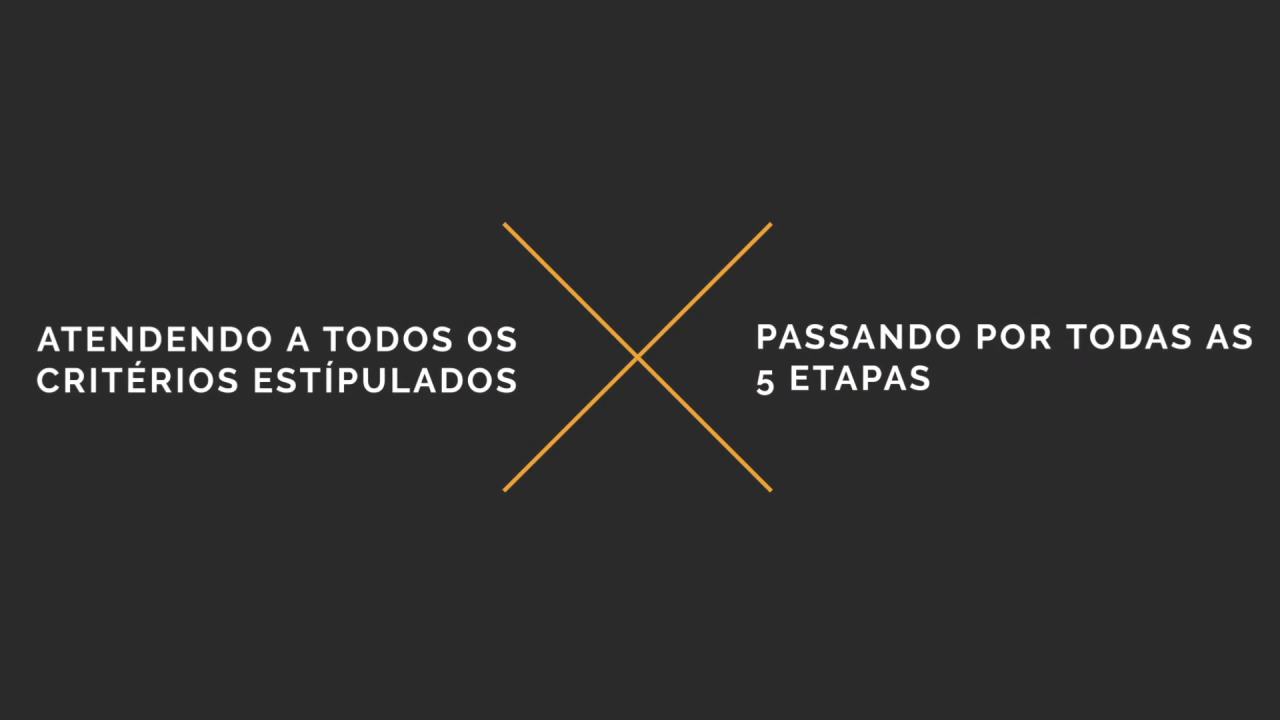 ATENDENDO A TODOS OS
CRITÉRIOS ESTÍPULADOS
PASSANDO POR TODAS AS
5 ETAPAS